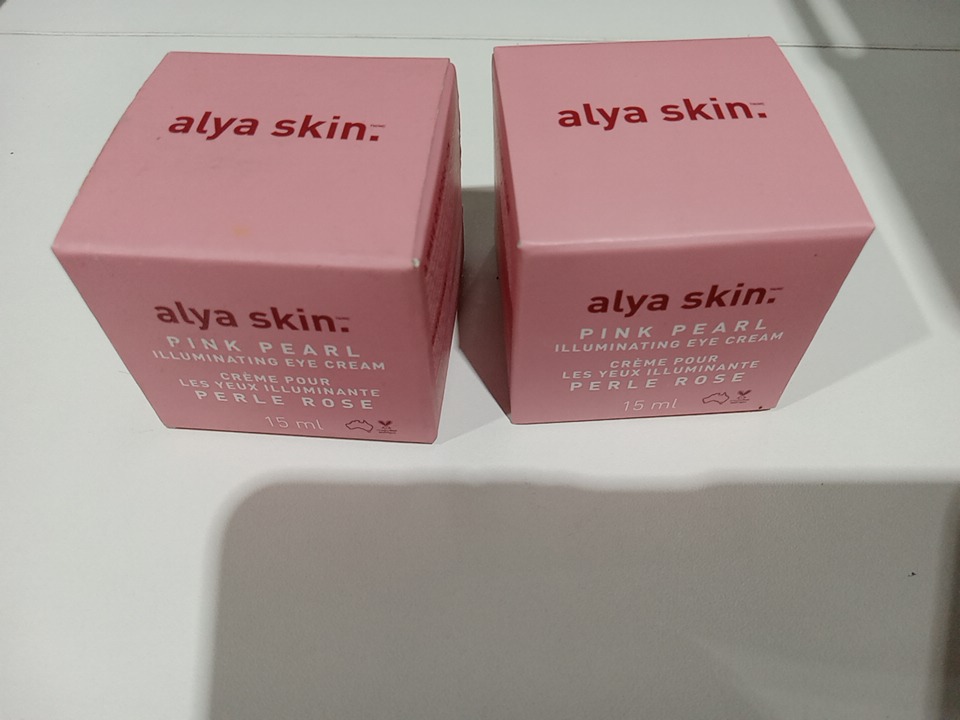 alya skin.
alya skin.
PINK PEARL
ILLUMINATING EYE CREAM
CRÈME POUR
LES YEUX ILLUMINANTE
PERLE ROSE
15 ml
alya skin.
alya skin.
PINK PEARL
ILLUMINATING EYE CREAM
CRÈME POUR
LES YEUX ILLUMINANTE
PERLE ROSE
15 ml